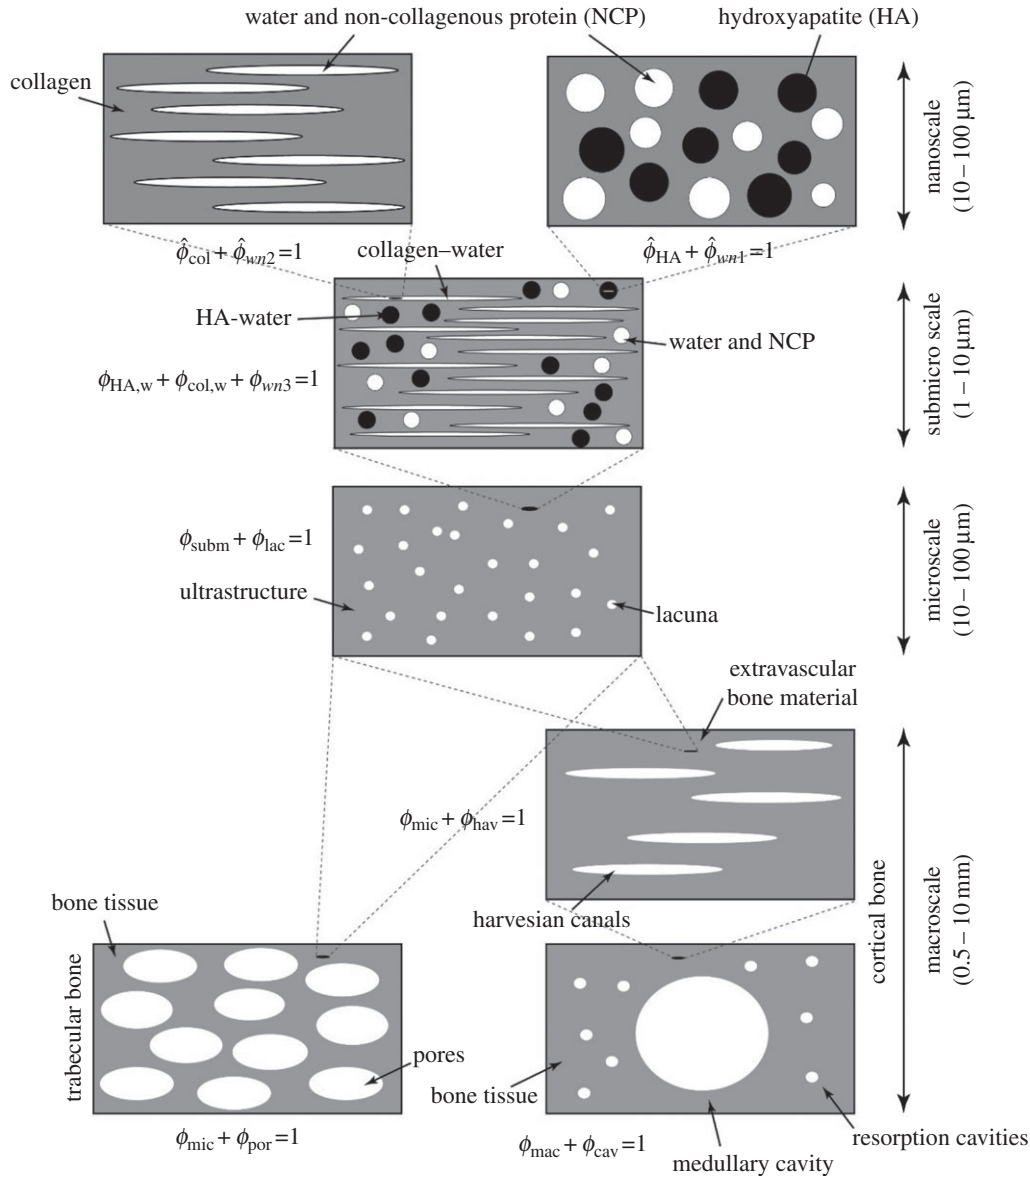 water and non-collagenous protein (NCP)
hydroxyapatite (HA)
collagen
nanoscale
(10 – 100 μm)
ϕ̂col + ϕ̂wn2 = 1
collagen–water
ϕ̂HA + ϕ̂wn1 = 1
HA-water
water and NCP
ϕHA,w + ϕcol,w + ϕwn3 = 1
submicro scale
(1 – 10 μm)
ϕsubm + ϕlac = 1
ultrastructure
lacuna
microscale
(10 – 100 μm)
extravascular
bone material
ϕmic + ϕhav = 1
harvesian canals
cortical bone
macroscale
(0.5 – 10 mm)
bone tissue
trabecular bone
pores
bone tissue
ϕmic + ϕpor = 1
ϕmac + ϕcav = 1
resorption cavities
medullary cavity